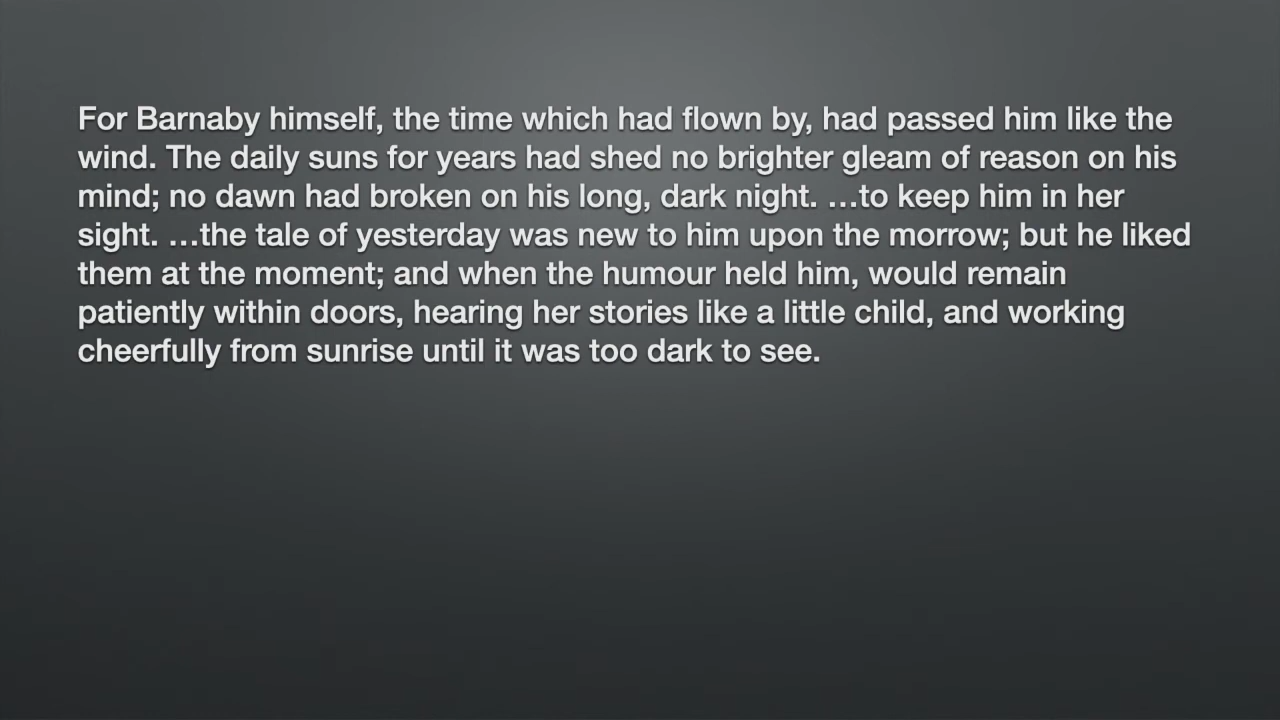 For Barnaby himself, the time which had flown by, had passed him like the
wind. The daily suns for years had shed no brighter gleam of reason on his
mind; no dawn had broken on his long, dark night. …to keep him in her
sight. …the tale of yesterday was new to him upon the morrow; but he liked
them at the moment; and when the humour held him, would remain
patiently within doors, hearing her stories like a little child, and working
cheerfully from sunrise until it was too dark to see.